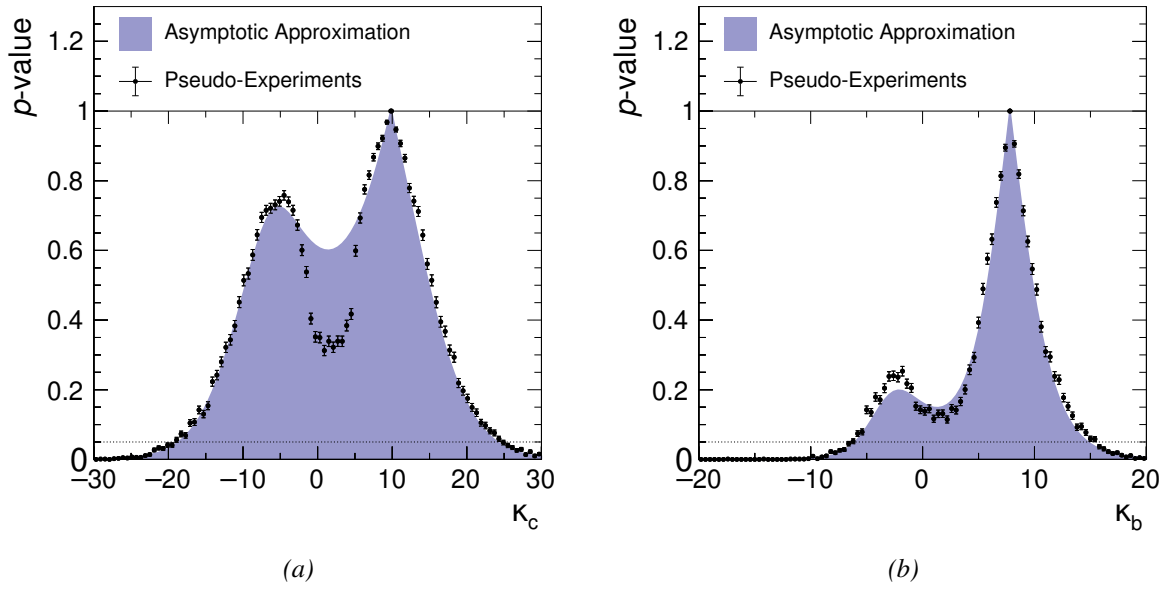 p-value
1.2
1
0.8
0.6
0.4
0.2
0
Asymptotic Approximation
Pseudo-Experiments
−30 −20 −10 0 10 20 30
κc
(a)
p-value
1.2
1
0.8
0.6
0.4
0.2
0
Asymptotic Approximation
Pseudo-Experiments
−20 −10 0 10 20
κb
(b)